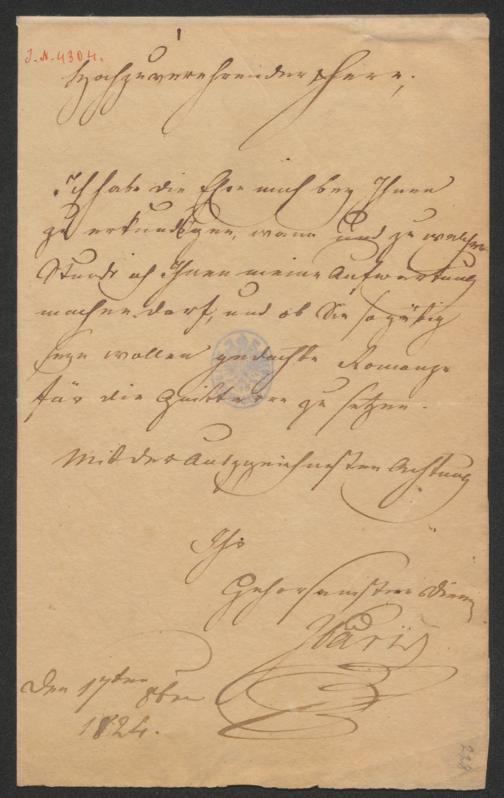 I. N. 4304.
1
Hochzuverehrender Herr,
Ich habe die Ehre mich bey Ihnen
zu erkundigen, wann und zu welcher
Stunde ich Ihnen meine Aufwartung
machen darf, und ob Sie so gütig
seyn wollen gedachte Romanze
für die Guitarre zu setzen.
Mit der Ausgezeichnetsten Achtung
Ihr
Gehorsamster Diener
Den 17ten 8ber
1824.
228